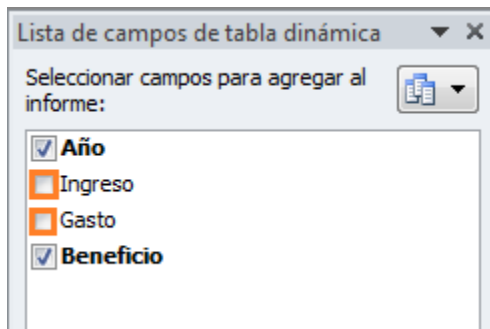 Lista de campos de tabla dinámica
Seleccionar campos para agregar al
informe:
Año
Ingreso
Gasto
Beneficio